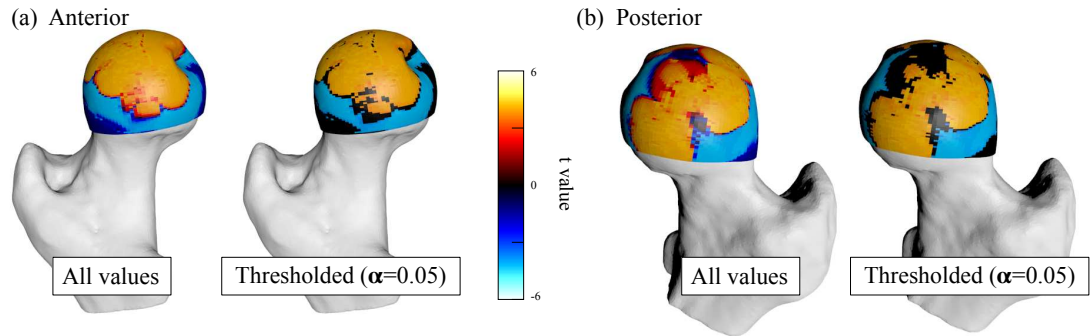 (a) Anterior
(b) Posterior
6
0
-6
t value
All values
Thresholded (α=0.05)
All values
Thresholded (α=0.05)